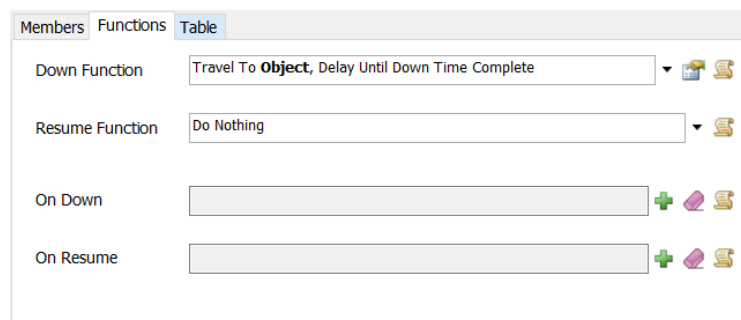 Members Functions Table
Down Function Travel To Object, Delay Until Down Time Complete
Resume Function Do Nothing
On Down
On Resume